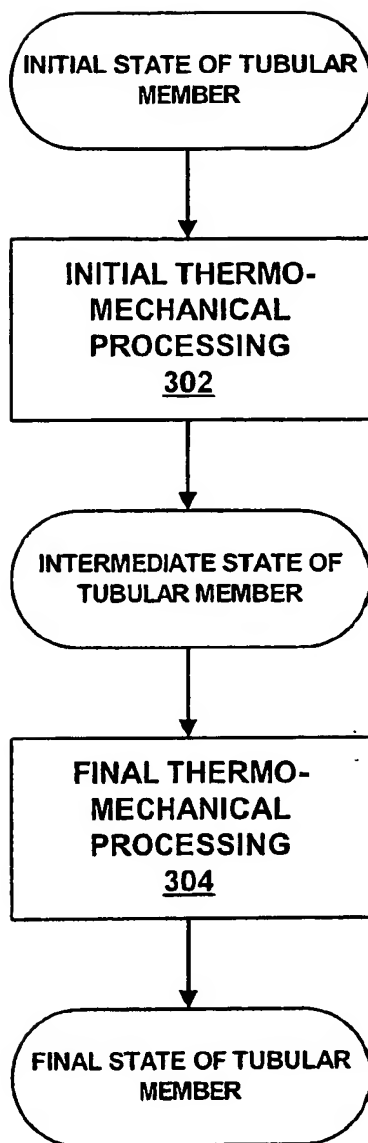 INITIAL STATE OF TUBULAR
MEMBER
INITIAL THERMO-
MECHANICAL
PROCESSING
302
INTERMEDIATE STATE OF
TUBULAR MEMBER
FINAL THERMO-
MECHANICAL
PROCESSING
304
FINAL STATE OF TUBULAR
MEMBER